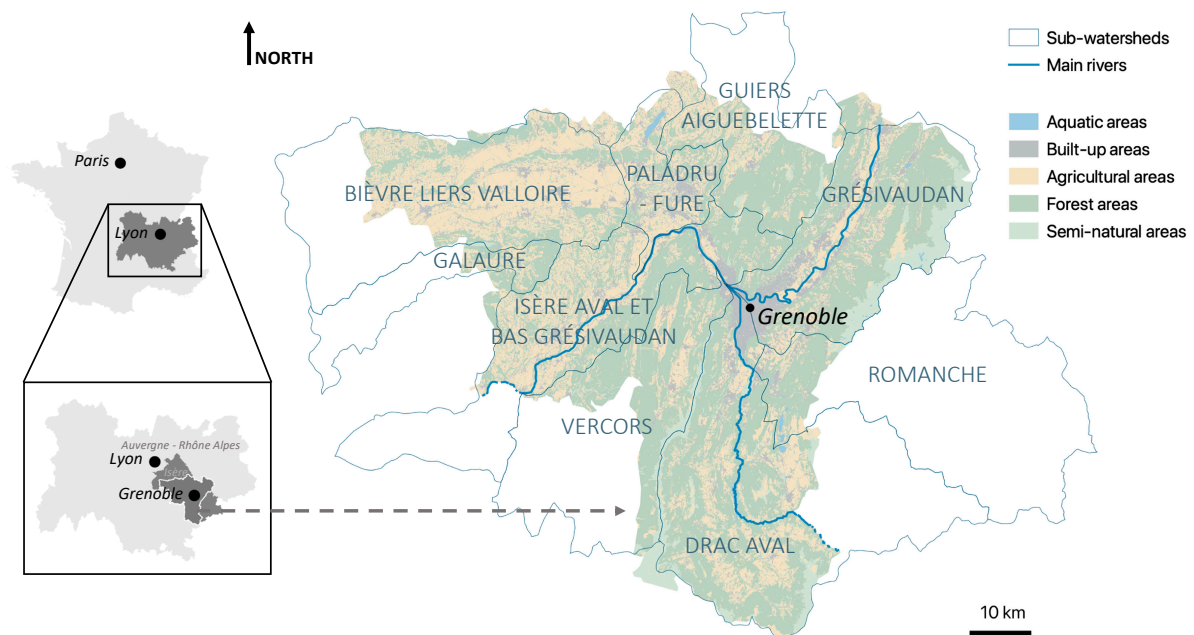 NORTH
Sub-watersheds
Main rivers
Aquatic areas
Built-up areas
Agricultural areas
Forest areas
Semi-natural areas
Paris
Lyon
Auvergne - Rhône Alpes
Lyon
Isère
Grenoble
GUIERS
AIGUEBELETTE
PALADRU
- FURE
BIÈVRE LIERS VALLOIRE
GRÉSIVAUDAN
GALAURE
ISÈRE AVAL ET
BAS GRÉSIVAUDAN
Grenoble
ROMANCHE
VERCORS
DRAC AVAL
10 km